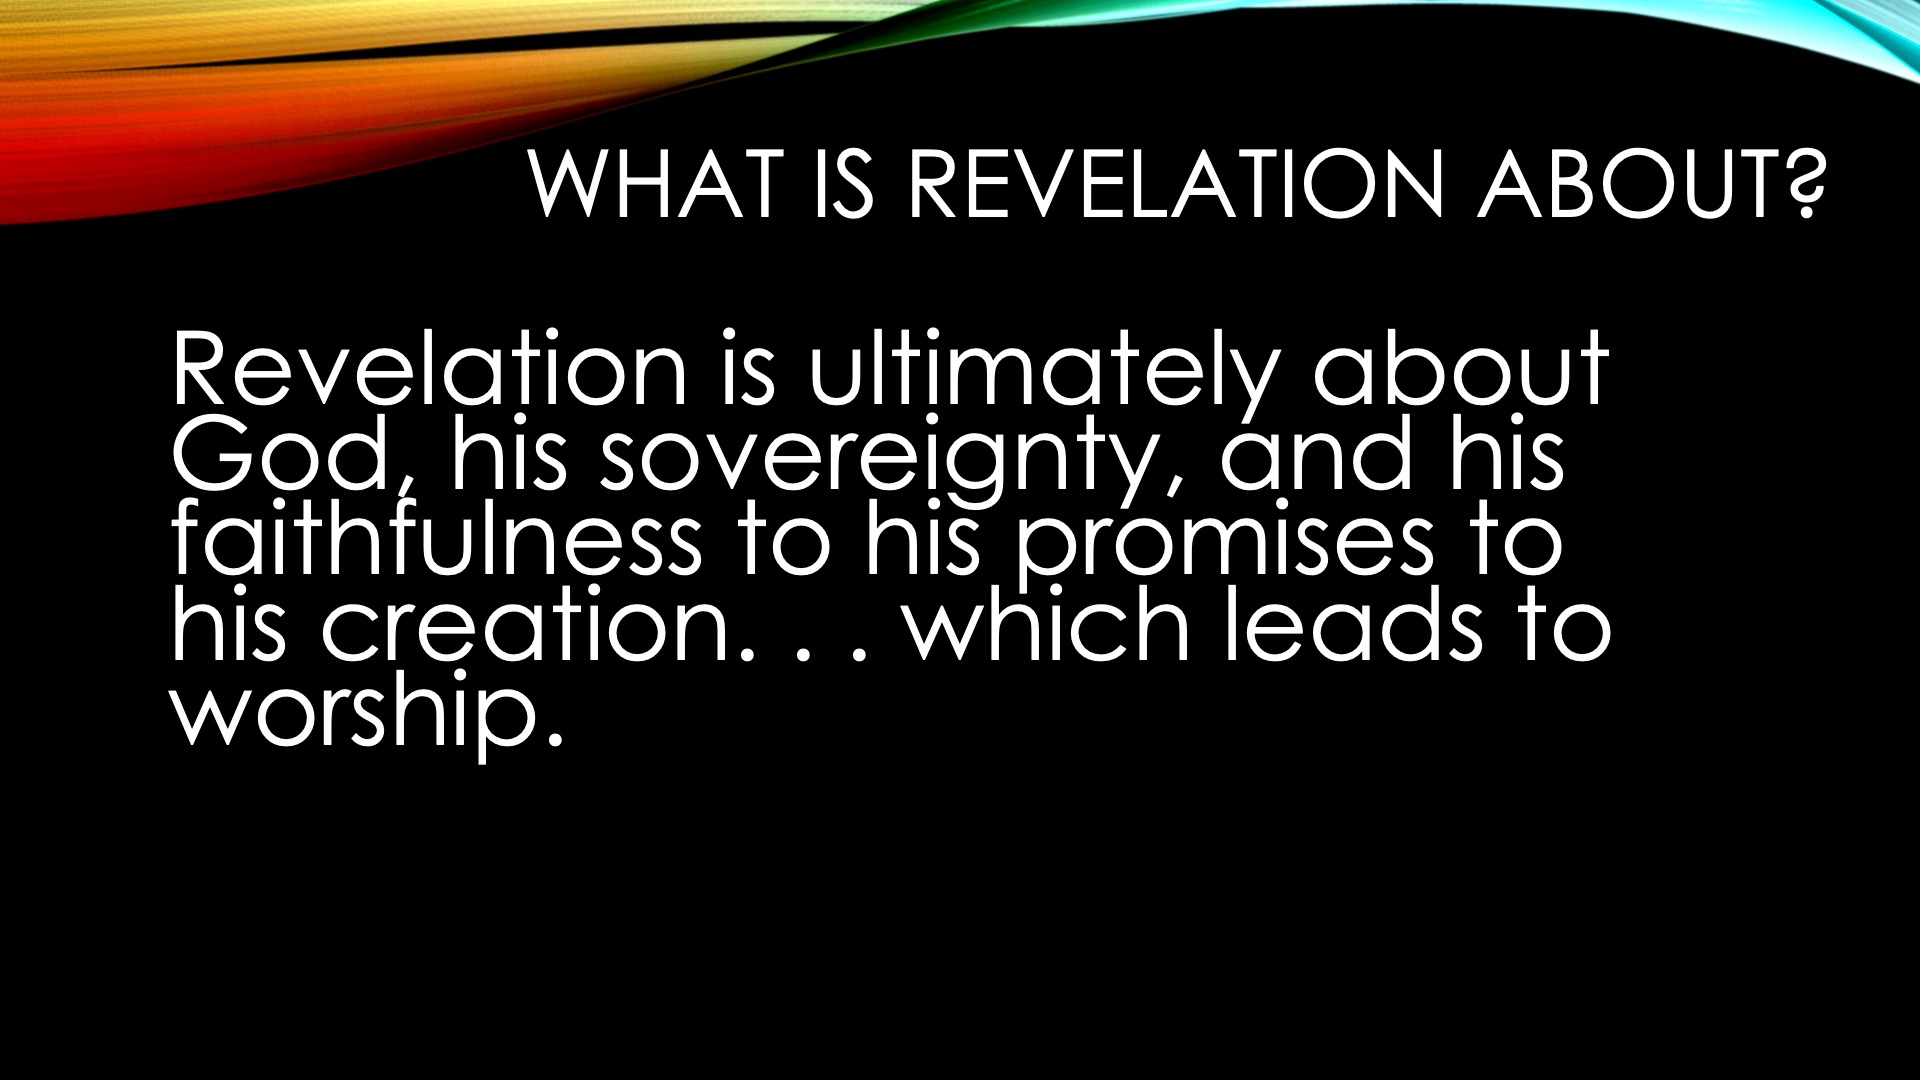 WHAT IS REVELATION ABOUT?
Revelation is ultimately about
God, his sovereignty, and his
faithfulness to his promises to
his creation. . . which leads to
worship.